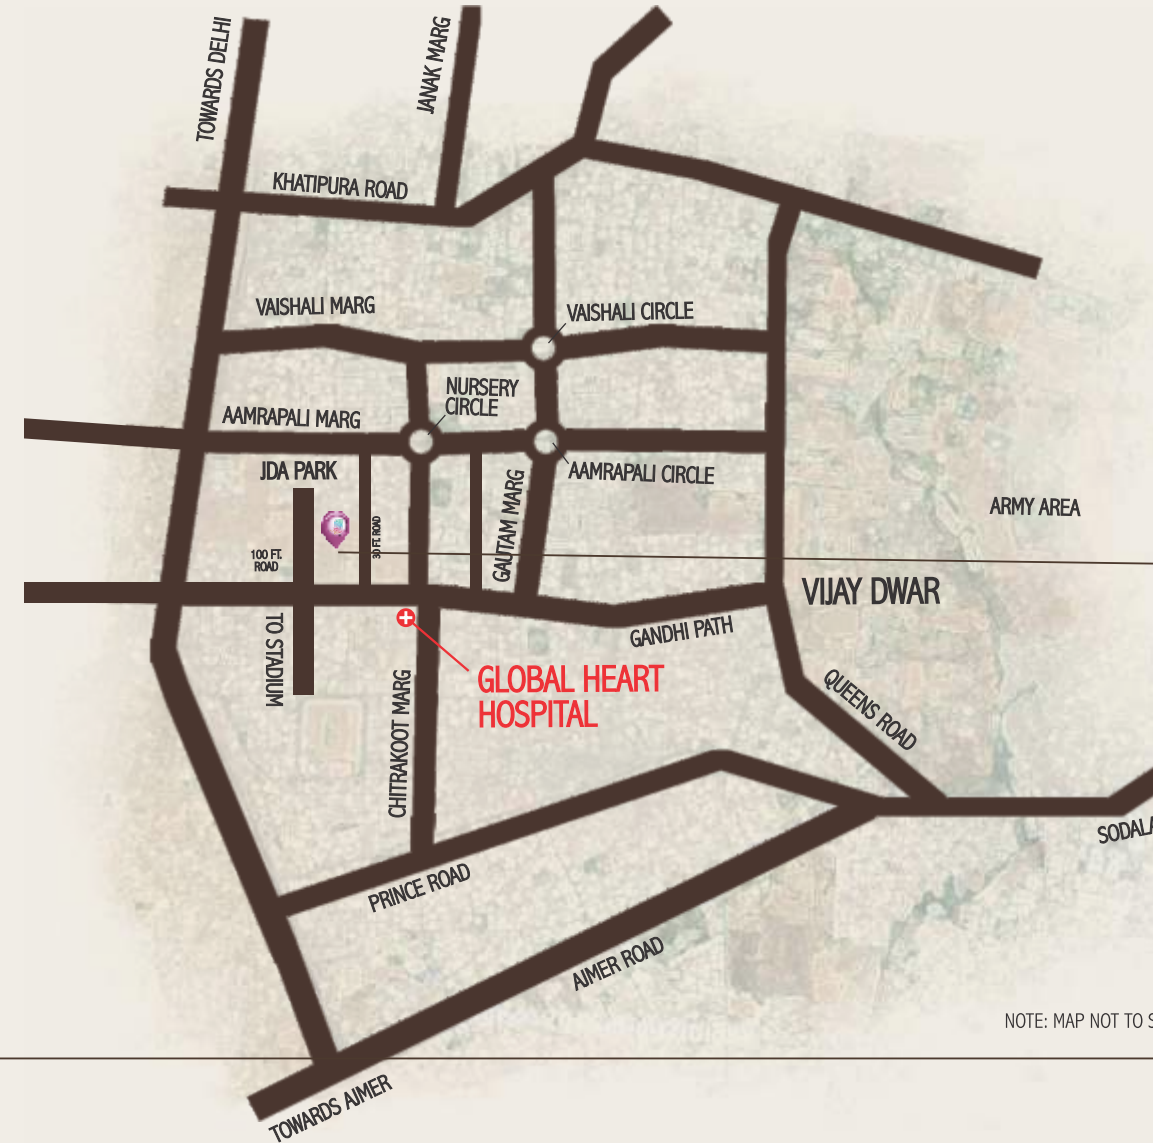 TOWARDS DELHI
JANAK MARG
KHATIPURA ROAD
VAISHALI MARG
VAISHALI CIRCLE
NURSERY
CIRCLE
AAMRAPALI MARG
JDA PARK
AAMRAPALI CIRCLE
GAUTAM MARG
ARMY AREA
30 FT. ROAD
100 FT.
ROAD
VIJAY DWAR
TO STADIUM
GANDHI PATH
GLOBAL HEART
HOSPITAL
CHITRAKOOT MARG
QUEENS ROAD
SODALA
PRINCE ROAD
AJMER ROAD
NOTE: MAP NOT TO S
TOWARDS AJMER